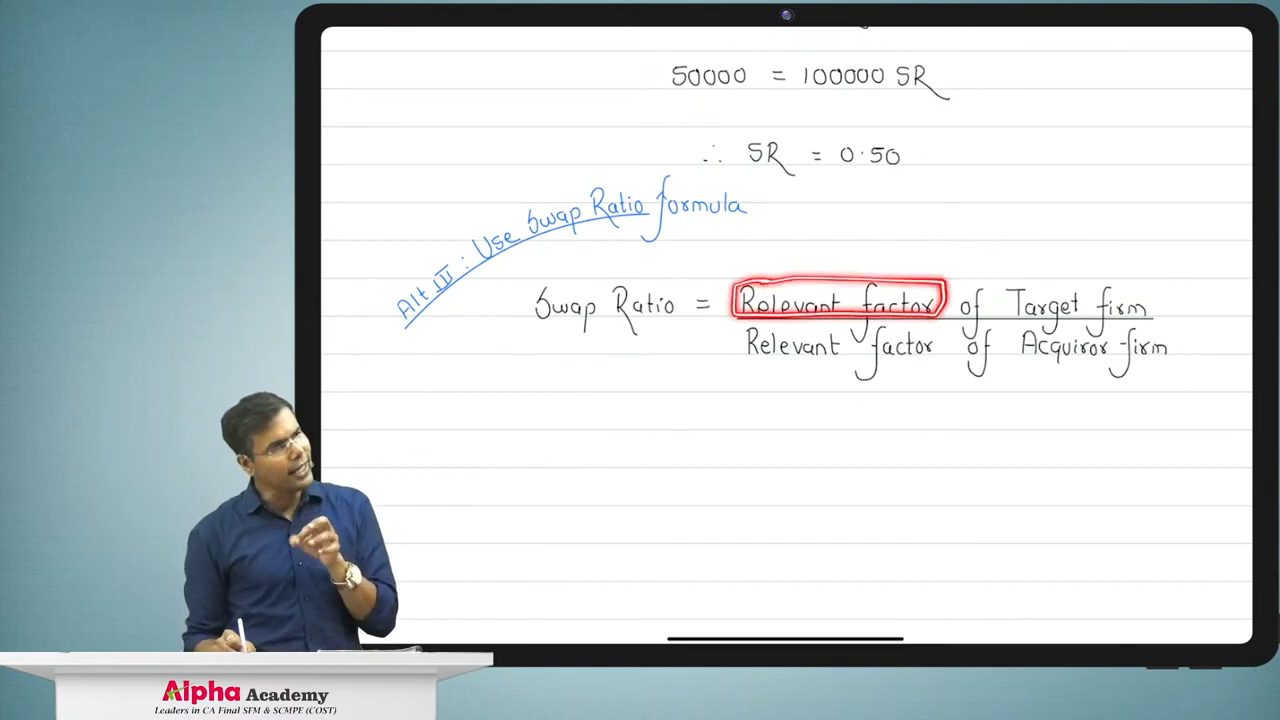 50000 = 100000 SR
∴ SR = 0.50
Alt III : Use Swap Ratio formula
Swap Ratio = Relevant factor of Target firm
Relevant factor of Acquiror firm
Alpha Academy
Leaders in CA Final SFM & SCMPE (COST)